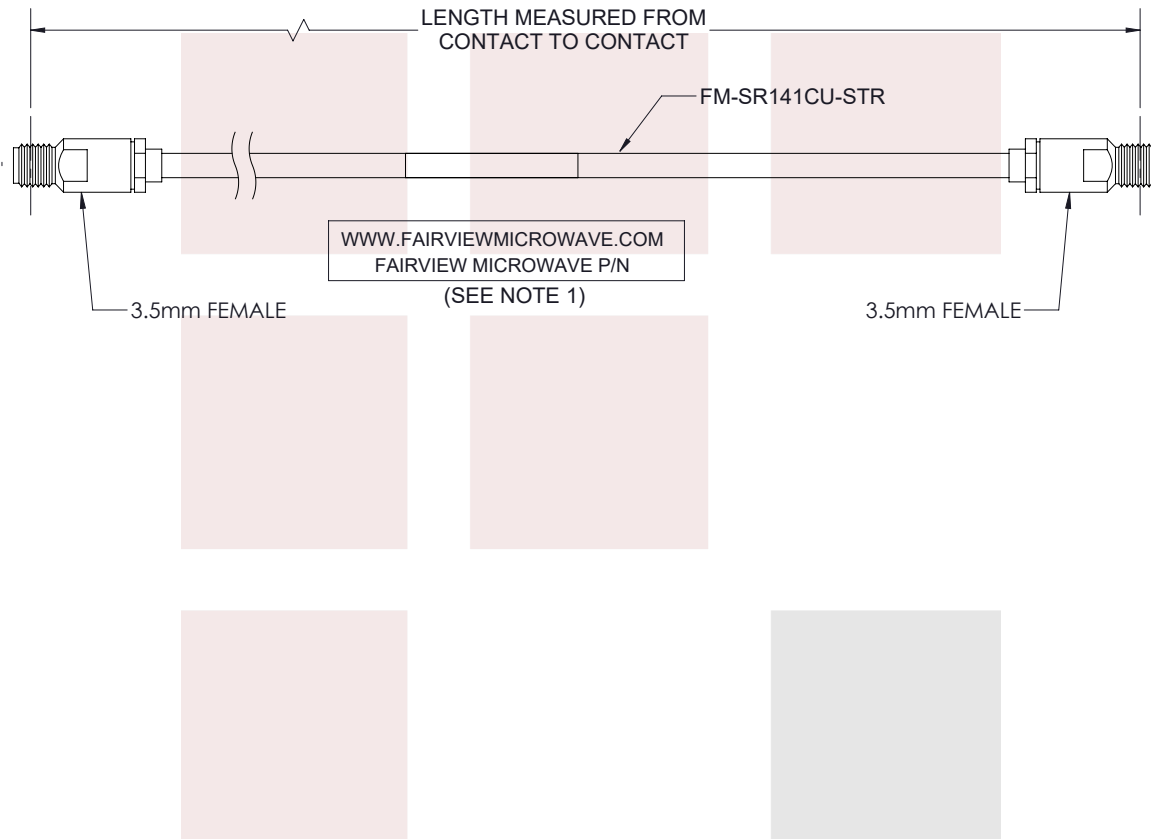 LENGTH MEASURED FROM
CONTACT TO CONTACT
FM-SR141CU-STR
WWW.FAIRVIEWMICROWAVE.COM
FAIRVIEW MICROWAVE P/N
(SEE NOTE 1)
3.5mm FEMALE
3.5mm FEMALE